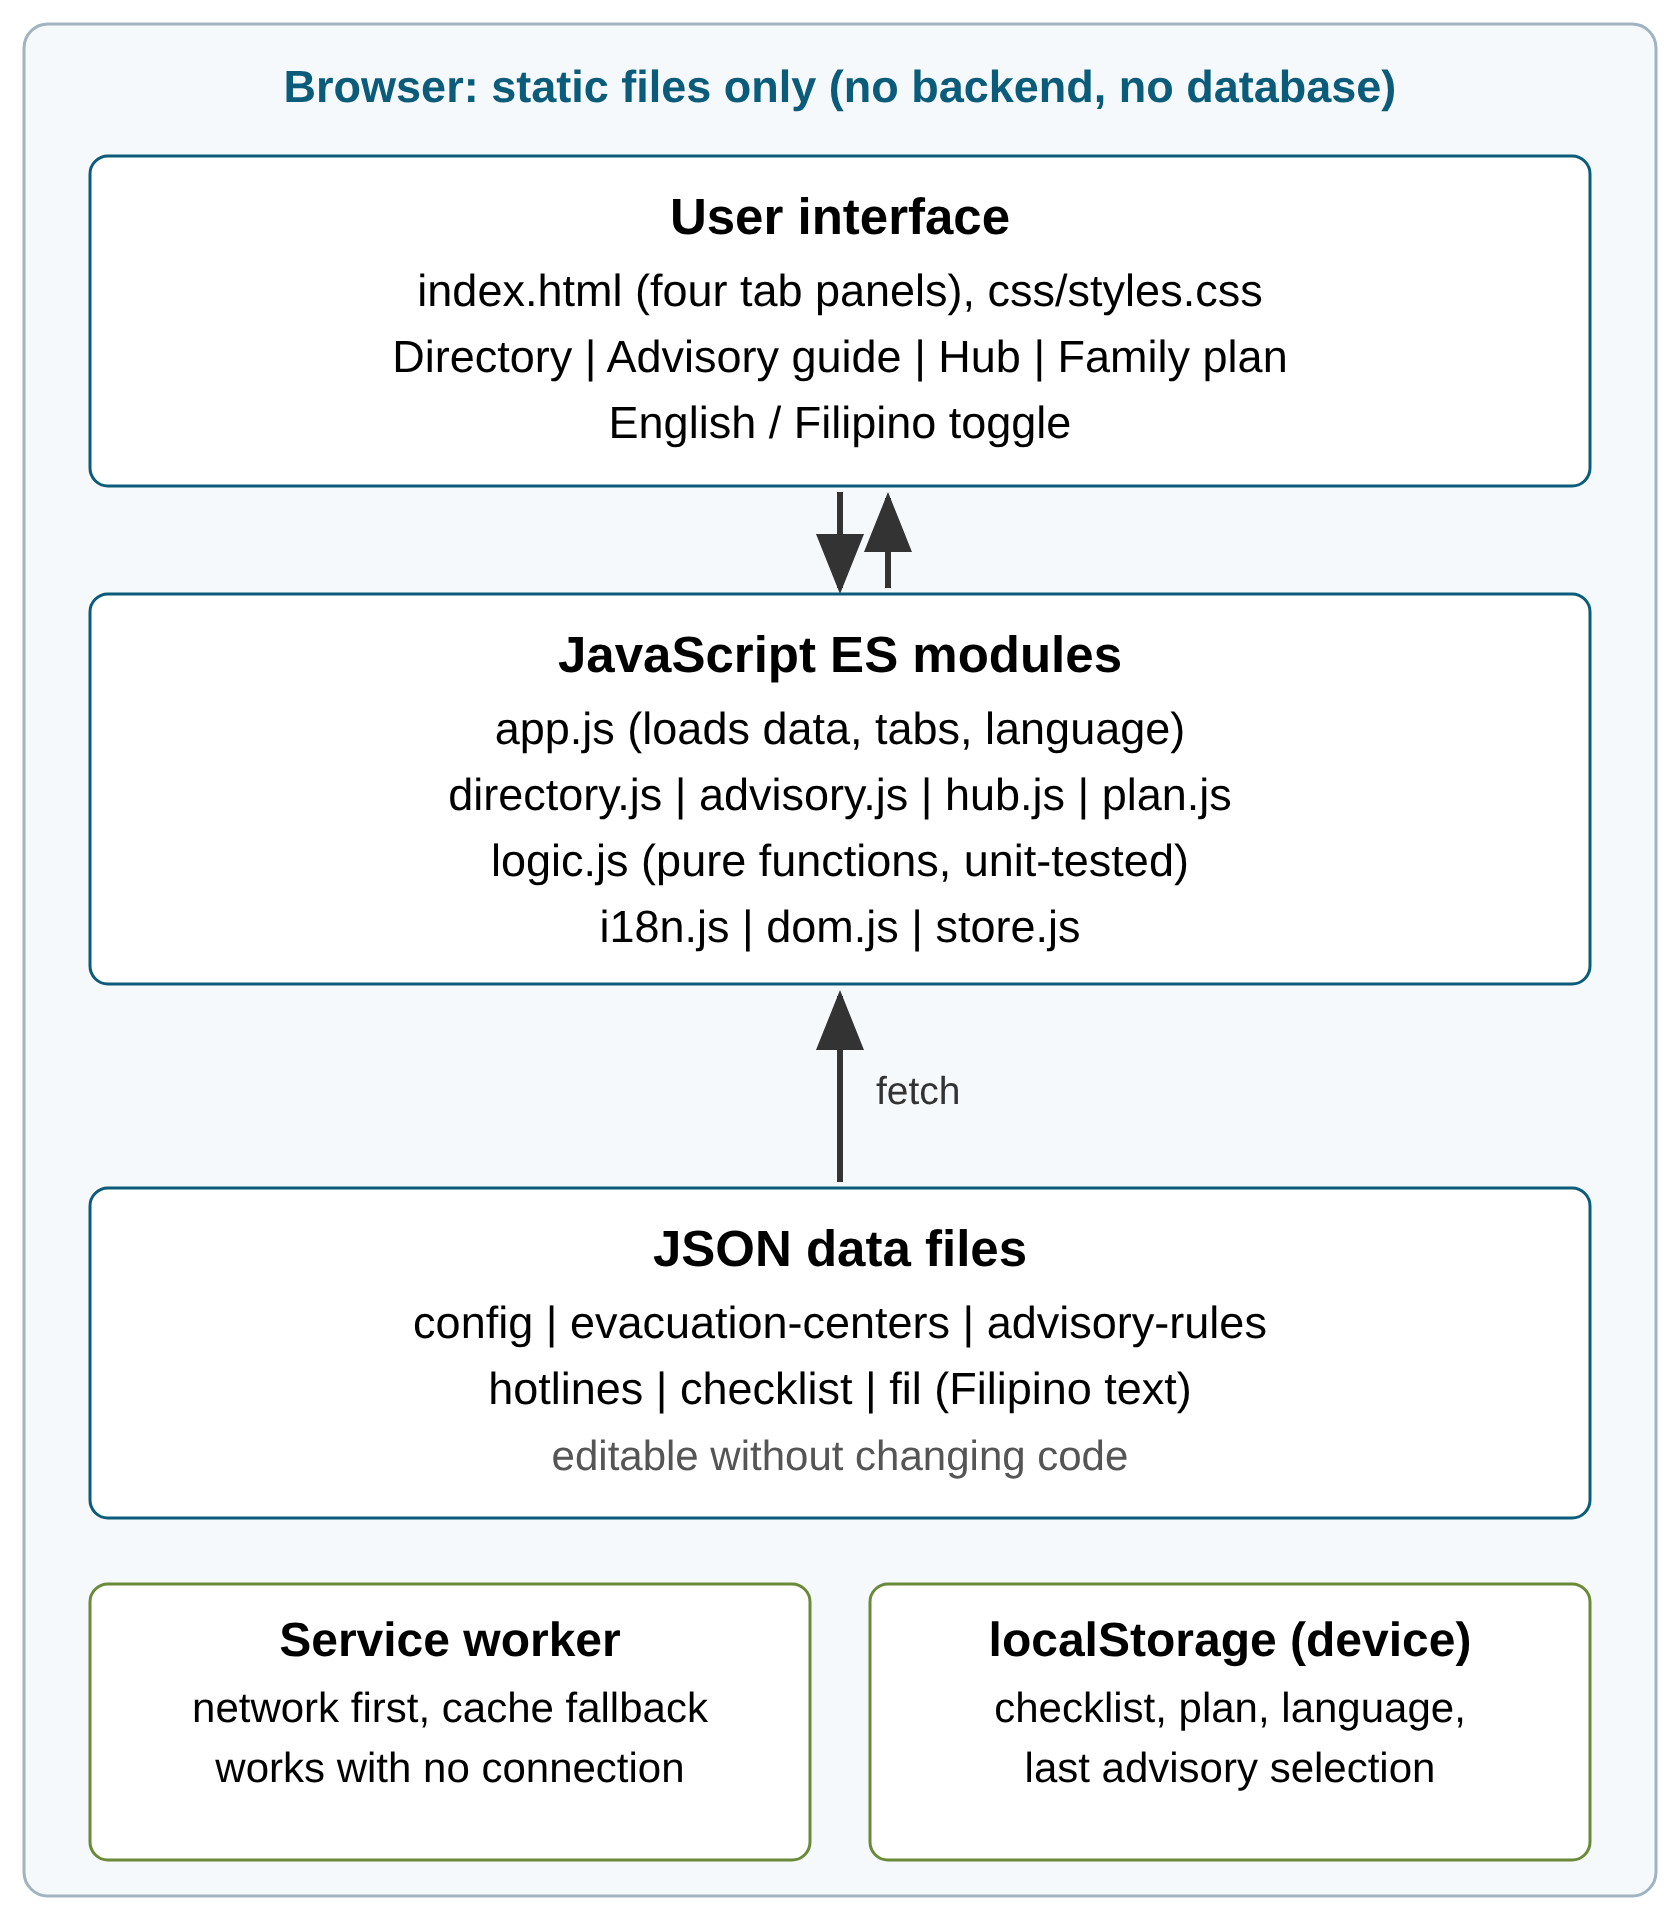 Browser: static files only (no backend, no database)
User interface
index.html (four tab panels), css/styles.css
Directory | Advisory guide | Hub | Family plan
English / Filipino toggle
JavaScript ES modules
app.js (loads data, tabs, language)
directory.js | advisory.js | hub.js | plan.js
logic.js (pure functions, unit-tested)
i18n.js | dom.js | store.js
fetch
JSON data files
config | evacuation-centers | advisory-rules
hotlines | checklist | fil (Filipino text)
editable without changing code
Service worker
network first, cache fallback
works with no connection
localStorage (device)
checklist, plan, language,
last advisory selection